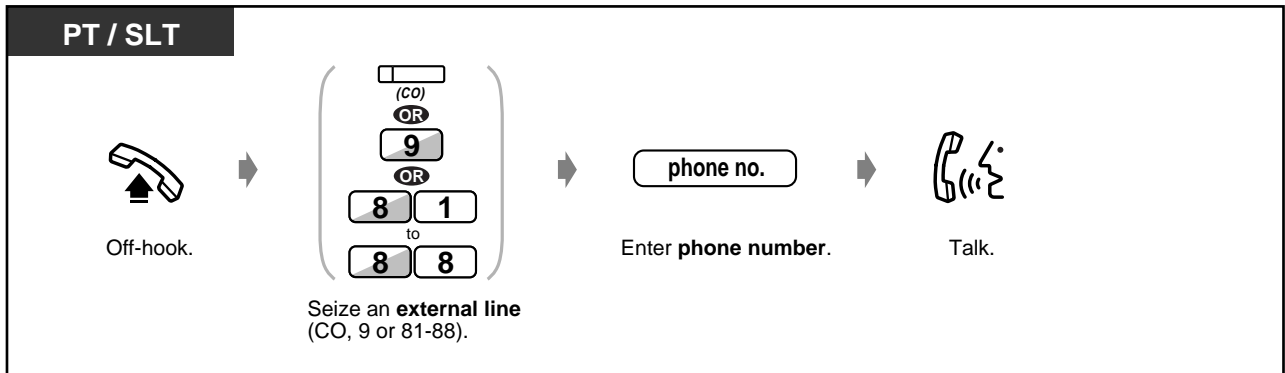 PT / SLT
(CO)
OR
9
OR
8 1
to
8 8
phone no.
Off-hook.
Seize an external line
(CO, 9 or 81-88).
Enter phone number.
Talk.